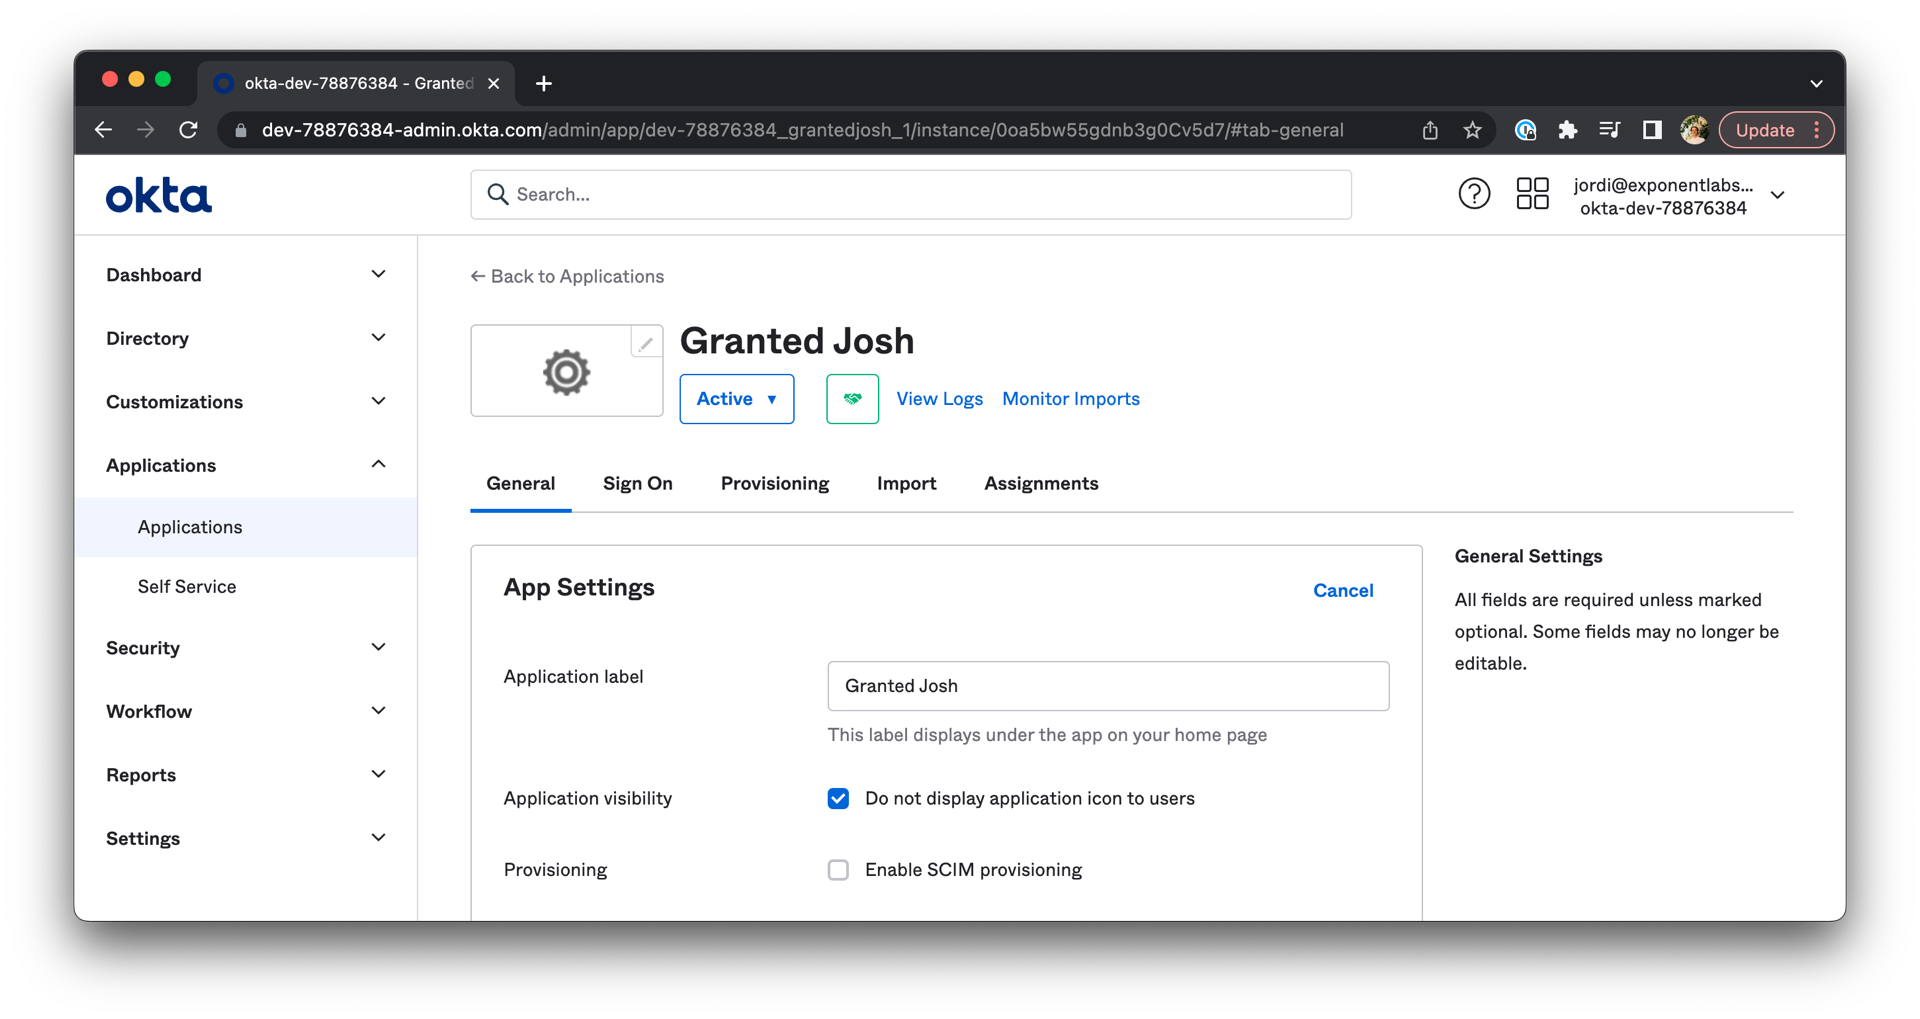 okta-dev-78876384 - Granted
dev-78876384-admin.okta.com/admin/app/dev-78876384_grantedjosh_1/instance/0oa5bw55gdnb3g0Cv5d7/#tab-general
Update
okta
Search...
jordi@exponentlabs...
okta-dev-78876384
Dashboard
Directory
Customizations
Applications
Applications
Self Service
Security
Workflow
Reports
Settings
← Back to Applications
Granted Josh
Active ▼
View Logs
Monitor Imports
General
Sign On
Provisioning
Import
Assignments
App Settings
Cancel
Application label
Granted Josh
This label displays under the app on your home page
Application visibility
Do not display application icon to users
Provisioning
Enable SCIM provisioning
General Settings
All fields are required unless marked
optional. Some fields may no longer be
editable.